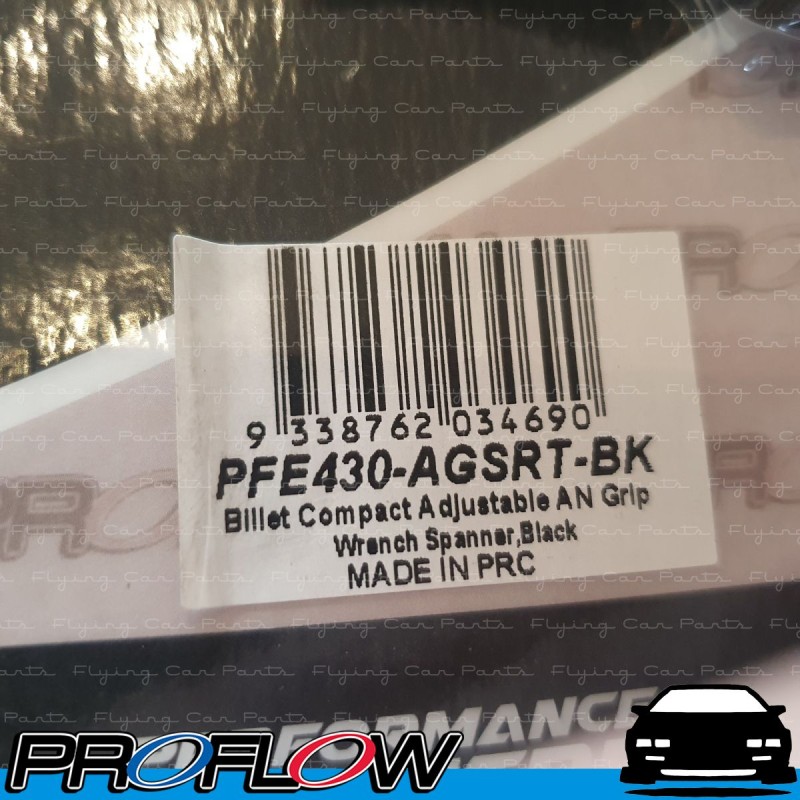 9 338762 034690
PFE430-AGSRT-BK
Billet Compact Adjustable AN Grip
Wrench Spanner,Black
MADE IN PRC
PERFORMANCE
PROFLOW
Flying Car Parts